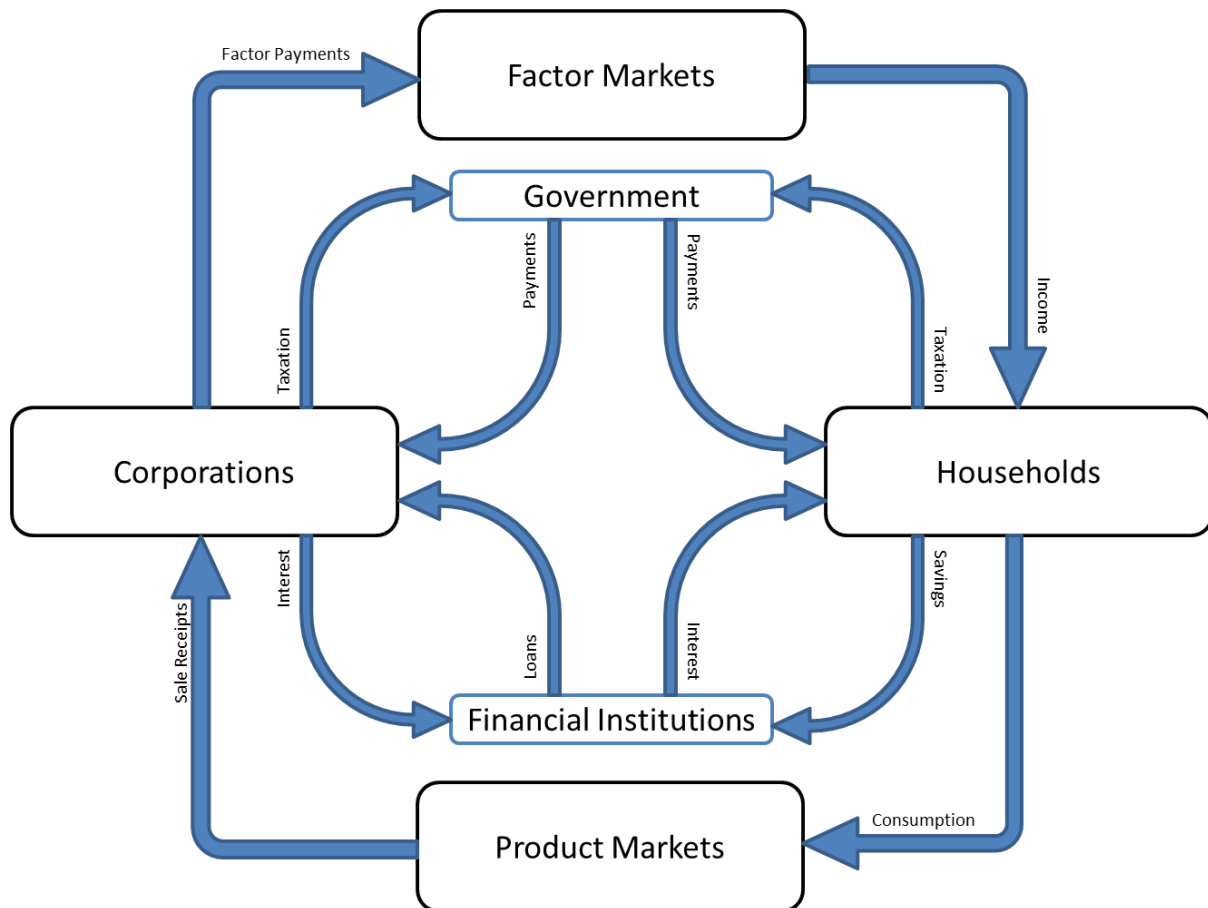 Factor Payments
Factor Markets
Government
Payments
Payments
Income
Taxation
Taxation
Corporations
Households
Interest
Savings
Sale Receipts
Loans
Interest
Financial Institutions
Consumption
Product Markets